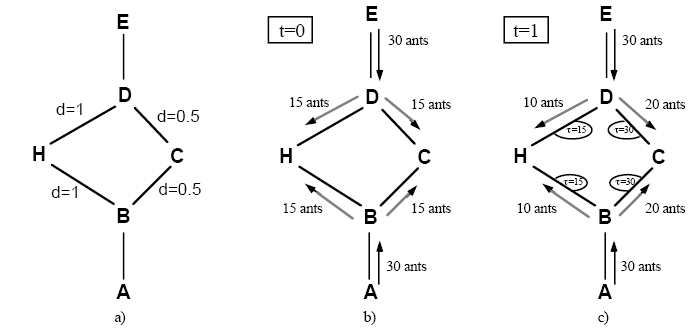 E
D
d=1
d=0.5
H
C
d=1
d=0.5
B
A
a)
t=0
E
30 ants
D
15 ants
15 ants
H
C
15 ants
15 ants
B
30 ants
A
b)
t=1
E
30 ants
D
10 ants
20 ants
τ=15
τ=30
H
C
τ=15
τ=30
10 ants
20 ants
B
30 ants
A
c)